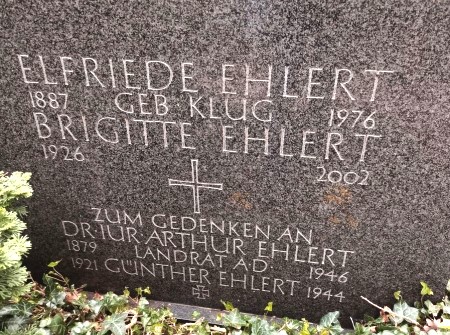 ELFRIEDE EHLERT
1887 GEB KLUG 1976
BRIGITTE EHLERT
1926 2002
ZUM GEDENKEN AN
DR·IUR·ARTHUR EHLERT
1879 LANDRAT A·D· 1946
1921 GÜNTHER EHLERT 1944